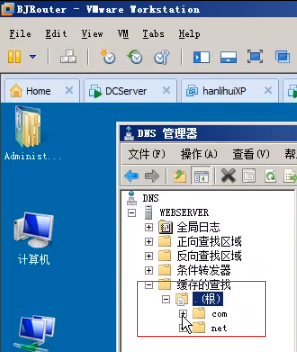 BJRouter - VMware Workstation
File Edit View VM Tabs Help
Home DCServer hanlihuiXP
Administ...
计算机
DNS 管理器
文件(F) 操作(A) 查看(V) 帮
DNS
WEBSERVER
全局日志
正向查找区域
反向查找区域
条件转发器
缓存的查找
.(根)
com
net